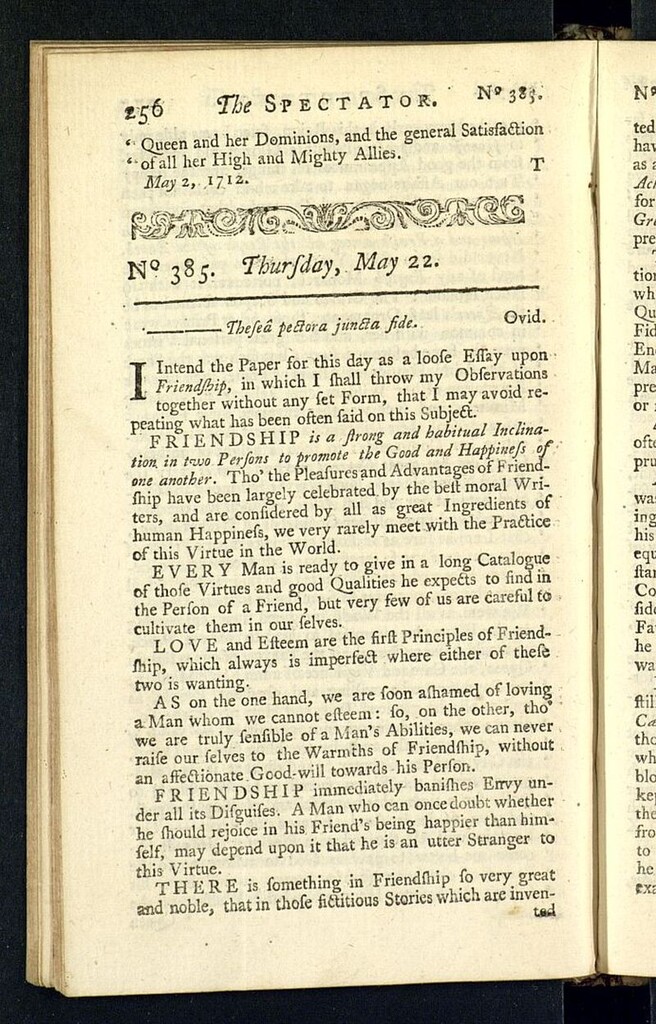 256 The SPECTATOR. Nº 385.
“ Queen and her Dominions, and the general Satisfaction
“ of all her High and Mighty Allies. T
May 2, 1712.
Nº 385. Thurſday, May 22.
——— Theſeâ pectora juncta fide. Ovid.
I Intend the Paper for this day as a looſe Eſſay upon
Friendſhip, in which I ſhall throw my Obſervations
together without any ſet Form, that I may avoid re-
peating what has been often ſaid on this Subject.
FRIENDSHIP is a ſtrong and habitual Inclina-
tion in two Perſons to promote the Good and Happineſs of
one another. Tho' the Pleaſures and Advantages of Friend-
ſhip have been largely celebrated by the beſt moral Wri-
ters, and are conſidered by all as great Ingredients of
human Happineſs, we very rarely meet with the Practice
of this Virtue in the World.
EVERY Man is ready to give in a long Catalogue
of thoſe Virtues and good Qualities he expects to find in
the Perſon of a Friend, but very few of us are careful to
cultivate them in our ſelves.
LOVE and Eſteem are the firſt Principles of Friend-
ſhip, which always is imperfect where either of theſe
two is wanting.
AS on the one hand, we are ſoon aſhamed of loving
a Man whom we cannot eſteem: ſo, on the other, tho'
we are truly ſenſible of a Man's Abilities, we can never
raiſe our ſelves to the Warmths of Friendſhip, without
an affectionate Good-will towards his Perſon.
FRIENDSHIP immediately baniſhes Envy un-
der all its Diſguiſes. A Man who can once doubt whether
he ſhould rejoice in his Friend's being happier than him-
ſelf, may depend upon it that he is an utter Stranger to
this Virtue.
THERE is ſomething in Friendſhip ſo very great
and noble, that in thoſe fictitious Stories which are inven-
ted